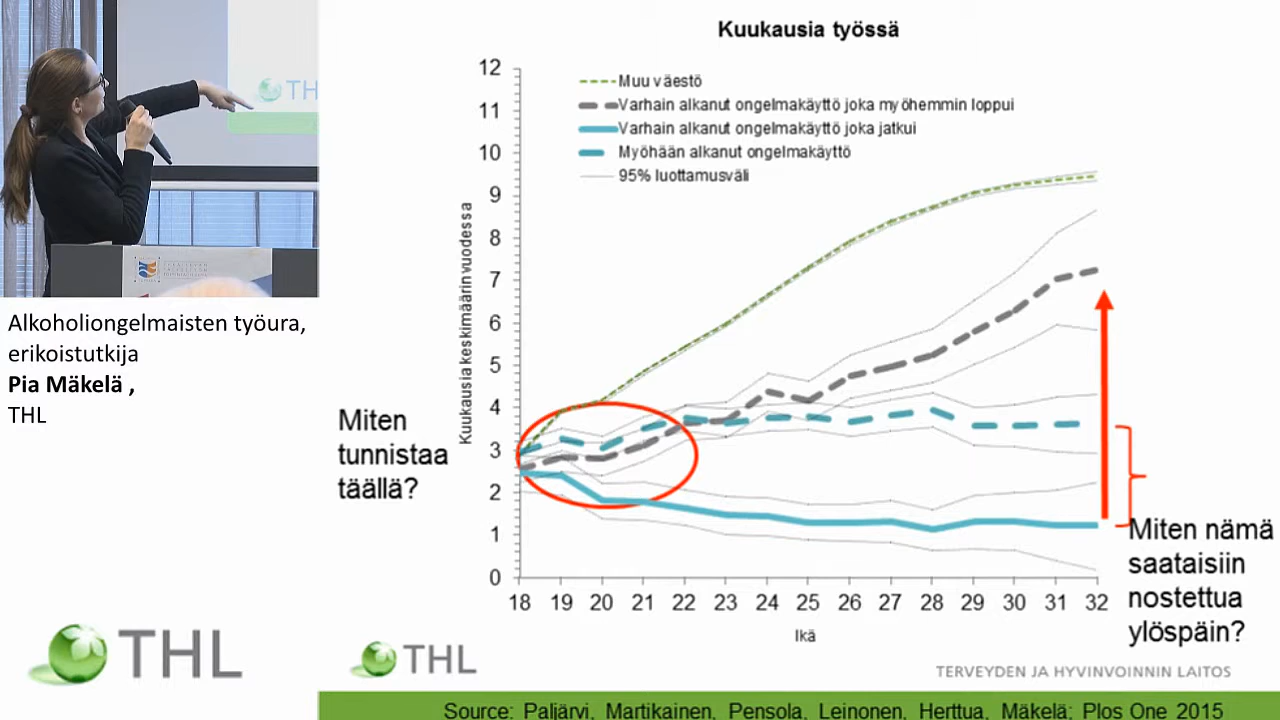 THL
Alkoholiongelmaisten työura,
erikoistutkija
Pia Mäkelä ,
THL
THL
Kuukausia työssä
Muu väestö
Varhain alkanut ongelmakäyttö joka myöhemmin loppui
Varhain alkanut ongelmakäyttö joka jatkui
Myöhään alkanut ongelmakäyttö
95% luottamusväli
Kuukausia keskimäärin vuodessa
12
11
10
9
8
7
6
5
4
3
2
1
0
18 19 20 21 22 23 24 25 26 27 28 29 30 31 32
Ikä
Miten
tunnistaa
täällä?
Miten nämä
saataisiin
nostettua
ylöspäin?
THL
TERVEYDEN JA HYVINVOINNIN LAITOS
Source: Paljärvi, Martikainen, Pensola, Leinonen, Herttua, Mäkelä: Plos One 2015